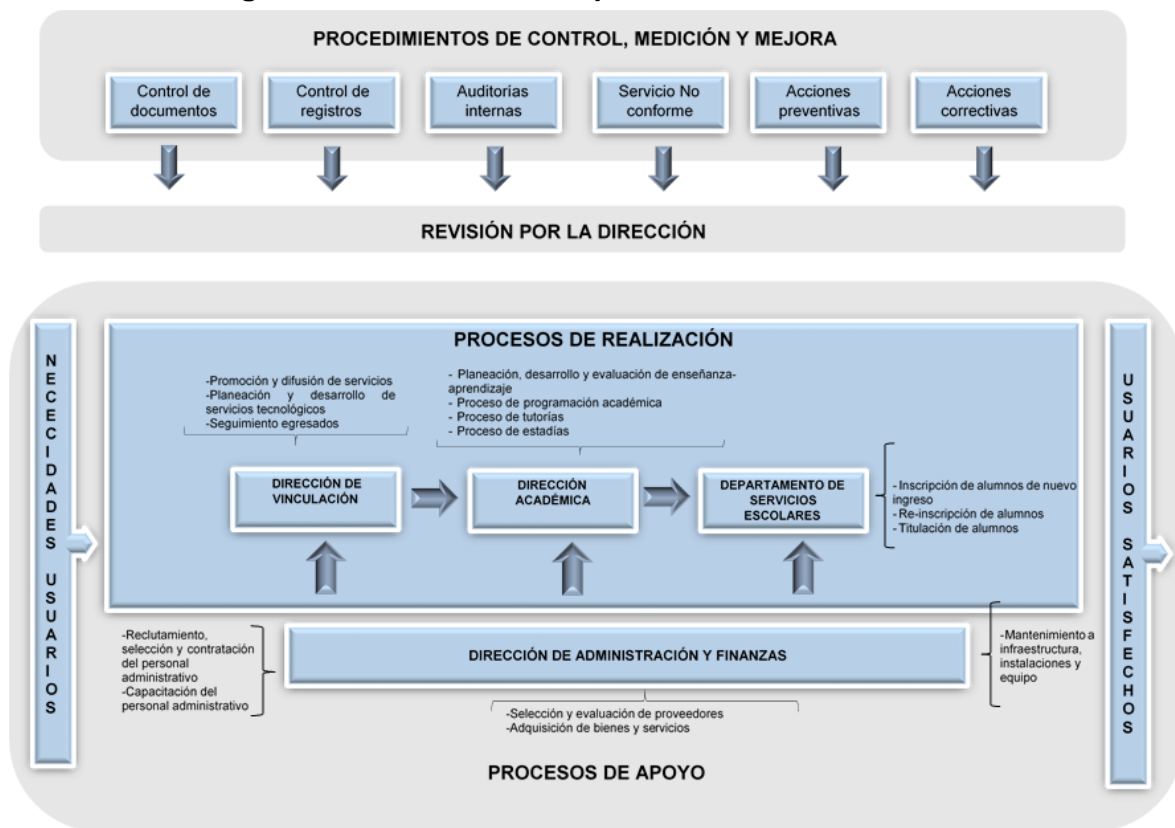 PROCEDIMIENTOS DE CONTROL, MEDICIÓN Y MEJORA
Control de
documentos
Control de
registros
Auditorías
internas
Servicio No
conforme
Acciones
preventivas
Acciones
correctivas
REVISIÓN POR LA DIRECCIÓN
NECECIDADES USUARIOS
PROCESOS DE REALIZACIÓN
-Promoción y difusión de servicios
-Planeación y desarrollo de
servicios tecnológicos
-Seguimiento egresados
- Planeación, desarrollo y evaluación de enseñanza-
aprendizaje
- Proceso de programación académica
- Proceso de tutorías
- Proceso de estadías
DIRECCIÓN DE
VINCULACIÓN
DIRECCIÓN
ACADÉMICA
DEPARTAMENTO DE
SERVICIOS
ESCOLARES
- Inscripción de alumnos de nuevo
ingreso
- Re-inscripción de alumnos
- Titulación de alumnos
USUARIOS SATISFECHOS
-Reclutamiento,
selección y contratación
del personal
administrativo
-Capacitación del
personal administrativo
DIRECCIÓN DE ADMINISTRACIÓN Y FINANZAS
- Mantenimiento a
infraestructura,
instalaciones y
equipo
-Selección y evaluación de proveedores
-Adquisición de bienes y servicios
PROCESOS DE APOYO